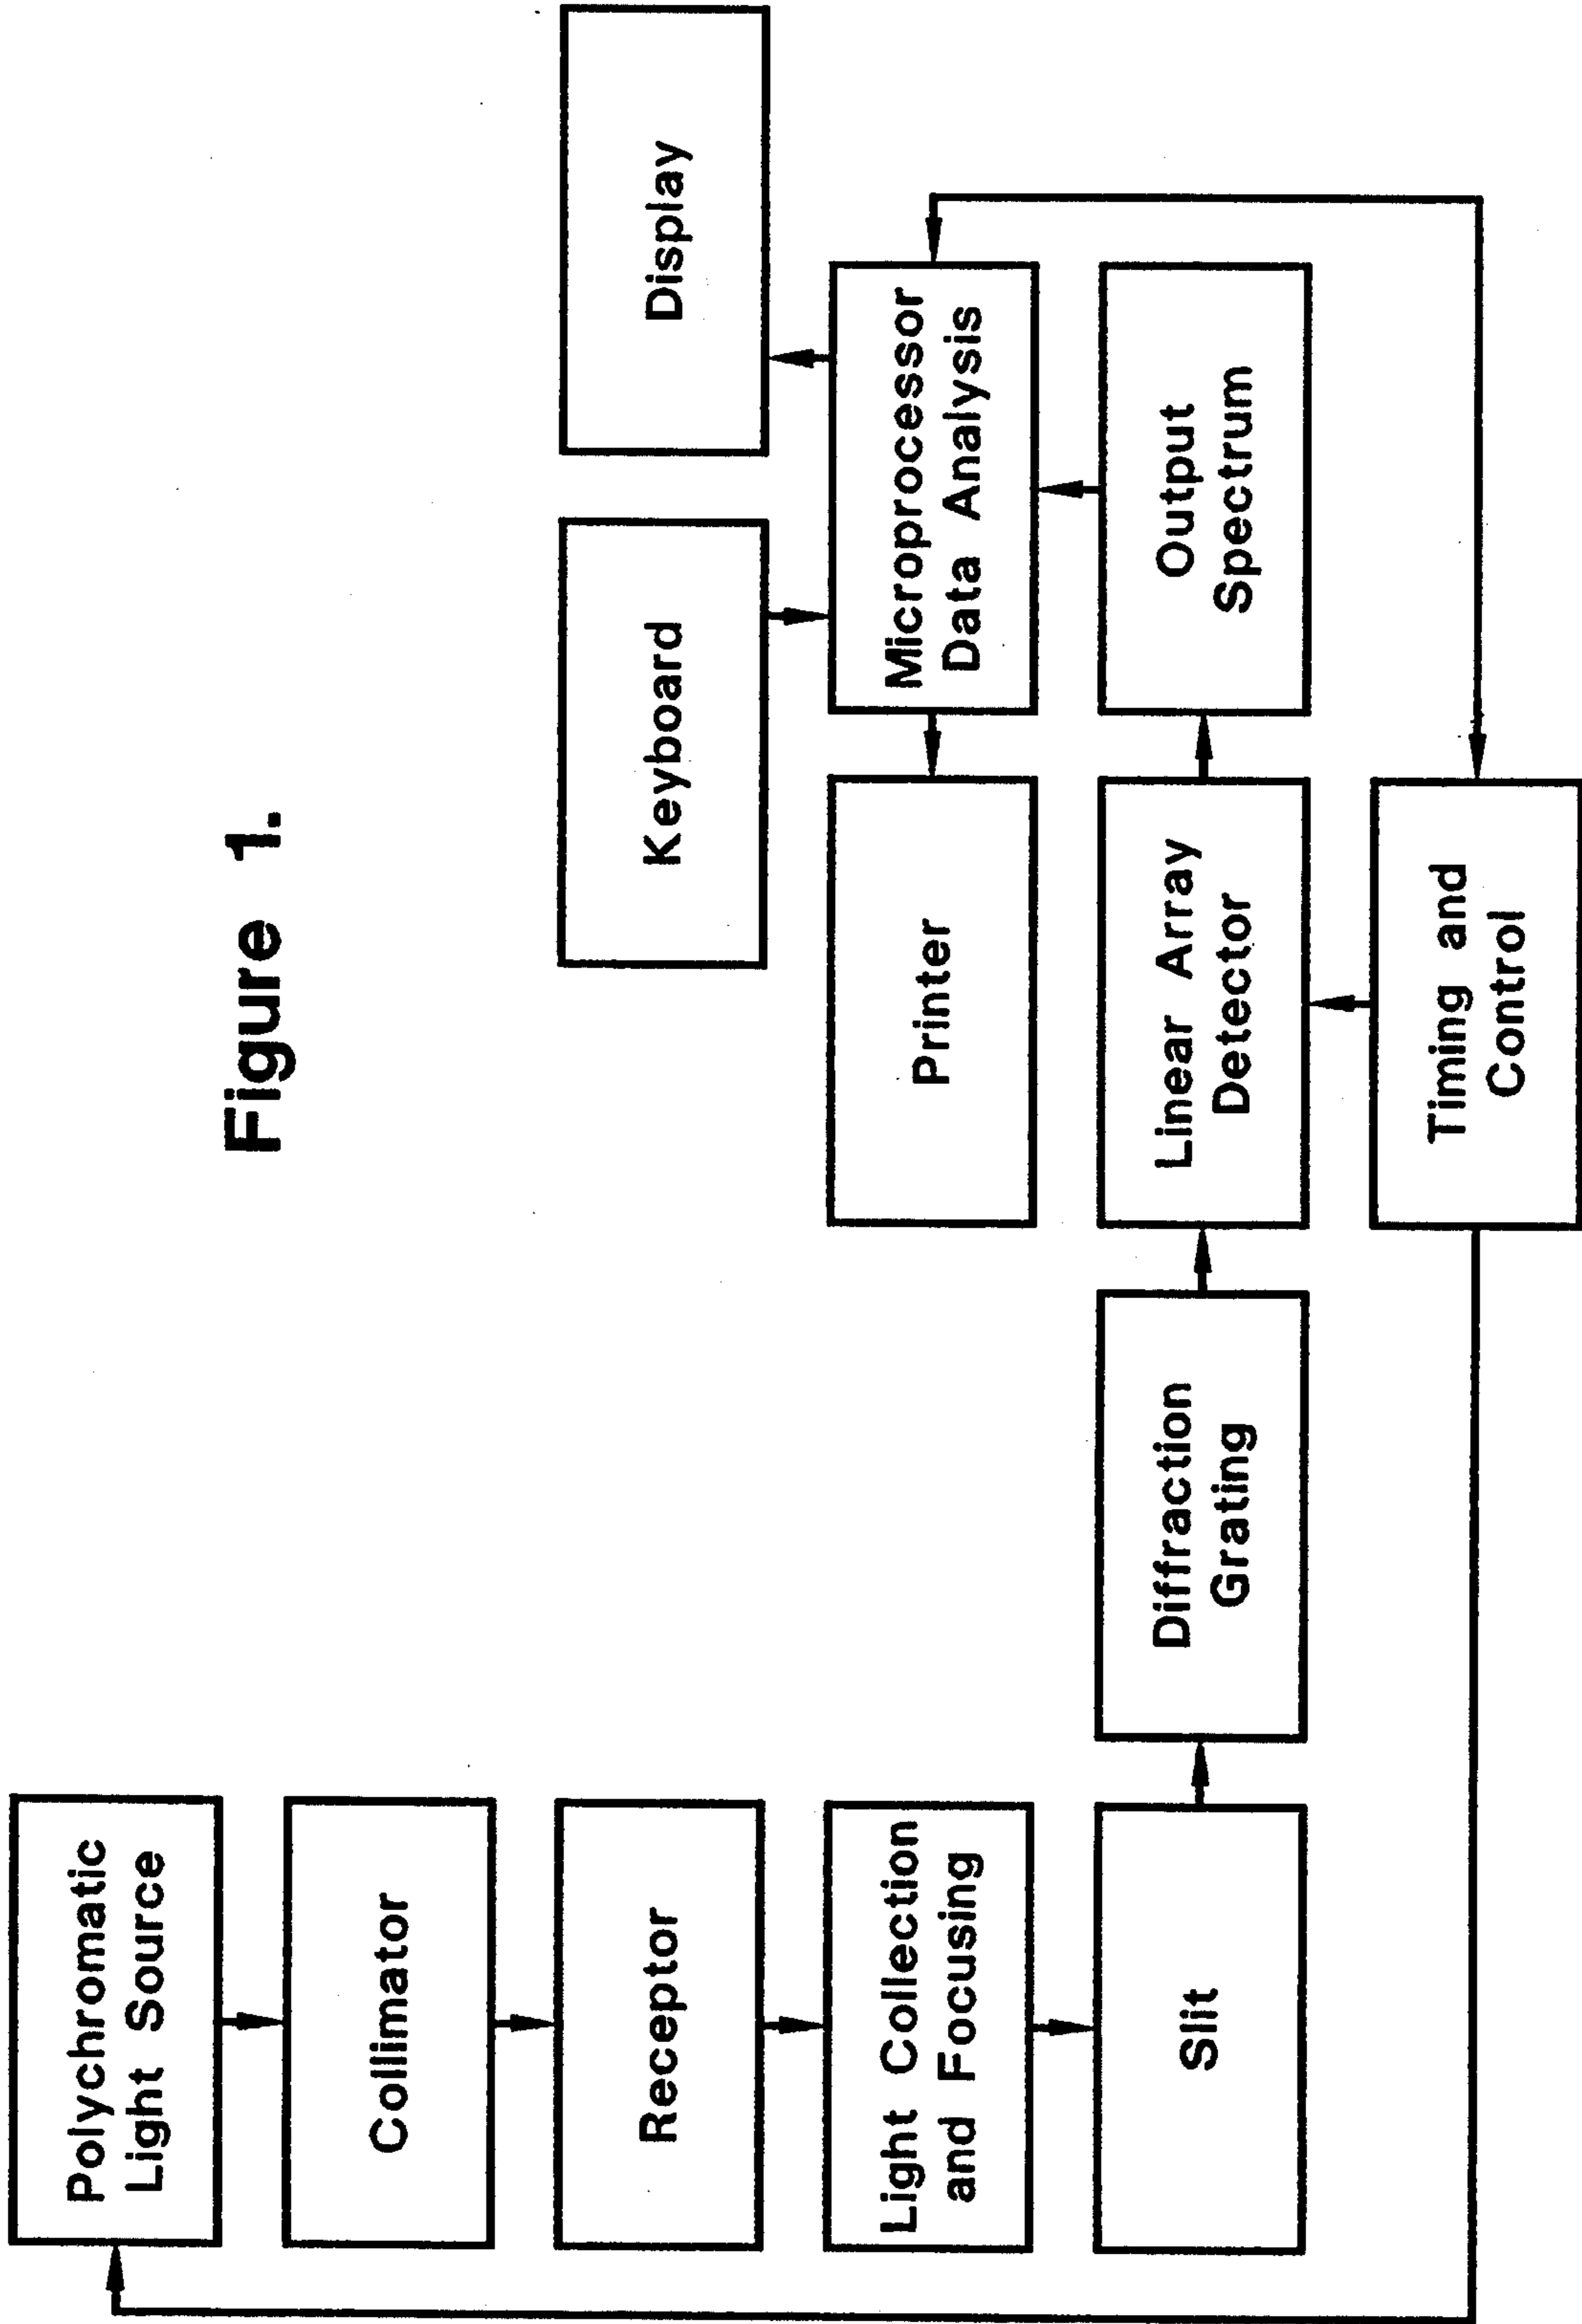 Figure 1.
Polychromatic
Light Source
Collimator
Receptor
Light Collection
and Focusing
Slit
Diffraction
Grating
Linear Array
Detector
Output
Spectrum
Timing and
Control
Microprocessor
Data Analysis
Printer
Keyboard
Display